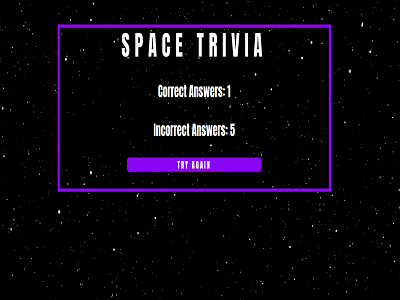 SPACE TRIVIA
Correct Answers: 1
Incorrect Answers: 5
TRY AGAIN